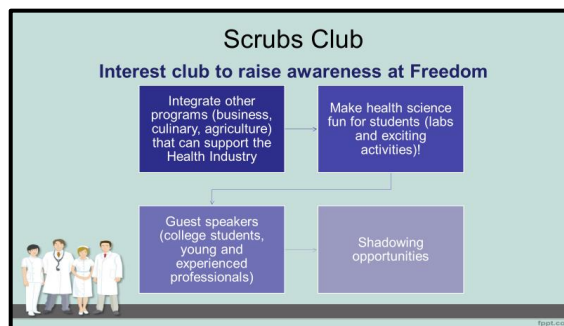 Scrubs Club
Interest club to raise awareness at Freedom
Integrate other
programs (business,
culinary, agriculture)
that can support the
Health Industry
Make health science
fun for students (labs
and exciting
activities)!
Guest speakers
(college students,
young and
experienced
professionals)
Shadowing
opportunities